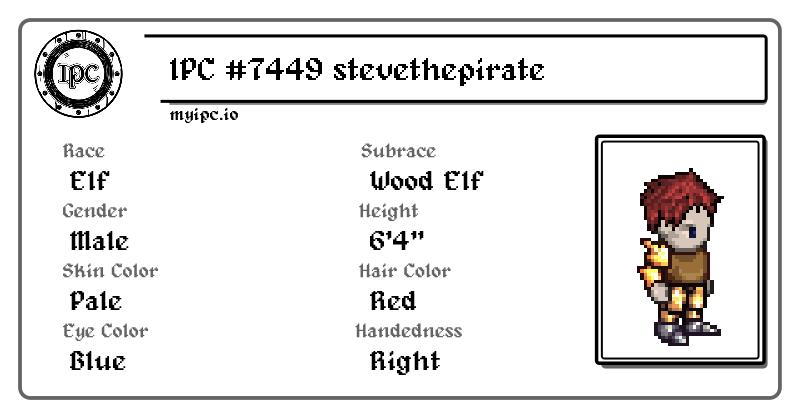 IPC
IPC #7449 stevethepirate
myipc.io
Race
Elf
Subrace
Wood Elf
Gender
Male
Height
6'4"
Skin Color
Pale
Hair Color
Red
Eye Color
Blue
Handedness
Right